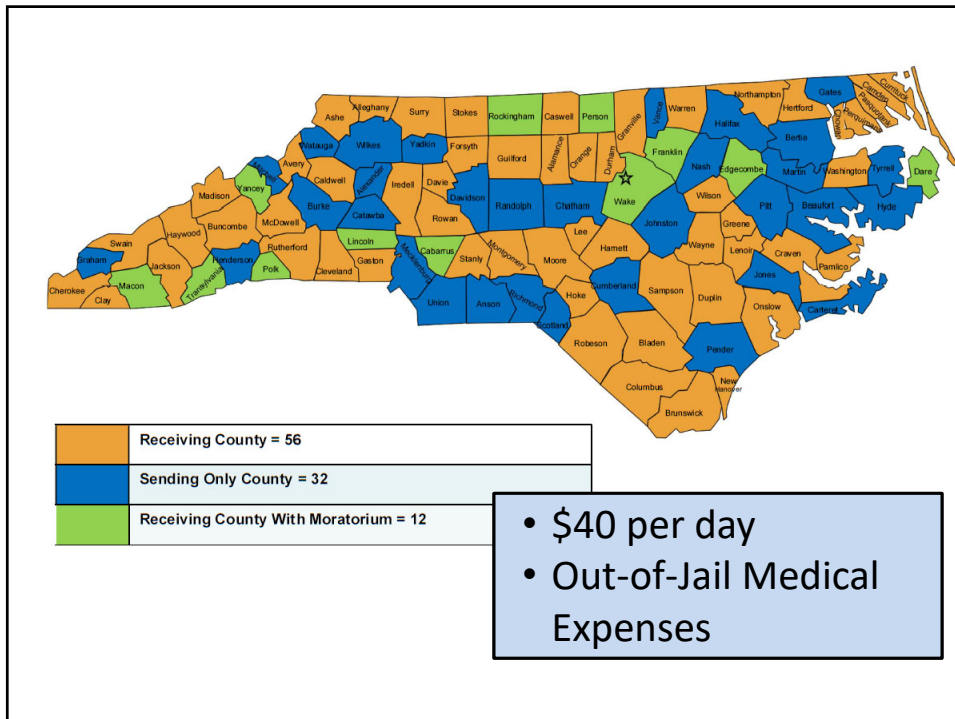 Alleghany
Ashe
Surry
Stokes
Rockingham
Caswell
Person
Granville
Vance
Warren
Northampton
Gates
Hertford
Currituck
Camden
Pasquotank
Perquimans
Chowan
Halifax
Bertie
Watauga
Wilkes
Yadkin
Forsyth
Guilford
Alamance
Orange
Durham
Franklin
Nash
Edgecombe
Martin
Washington
Tyrrell
Dare
Mitchell
Avery
Yancey
Caldwell
Alexander
Iredell
Davie
Davidson
Randolph
Chatham
Wake
Wilson
Pitt
Beaufort
Hyde
Madison
Burke
Catawba
Rowan
Johnston
Greene
Haywood
Buncombe
McDowell
Lincoln
Lee
Wayne
Lenoir
Craven
Pamlico
Swain
Graham
Jackson
Henderson
Rutherford
Polk
Cleveland
Gaston
Mecklenburg
Cabarrus
Stanly
Montgomery
Moore
Harnett
Cherokee
Clay
Macon
Transylvania
Union
Anson
Richmond
Scotland
Hoke
Cumberland
Sampson
Duplin
Jones
Onslow
Carteret
Robeson
Bladen
Pender
Columbus
New
Hanover
Brunswick
Receiving County = 56
Sending Only County = 32
Receiving County With Moratorium = 12
• $40 per day
• Out-of-Jail Medical
Expenses